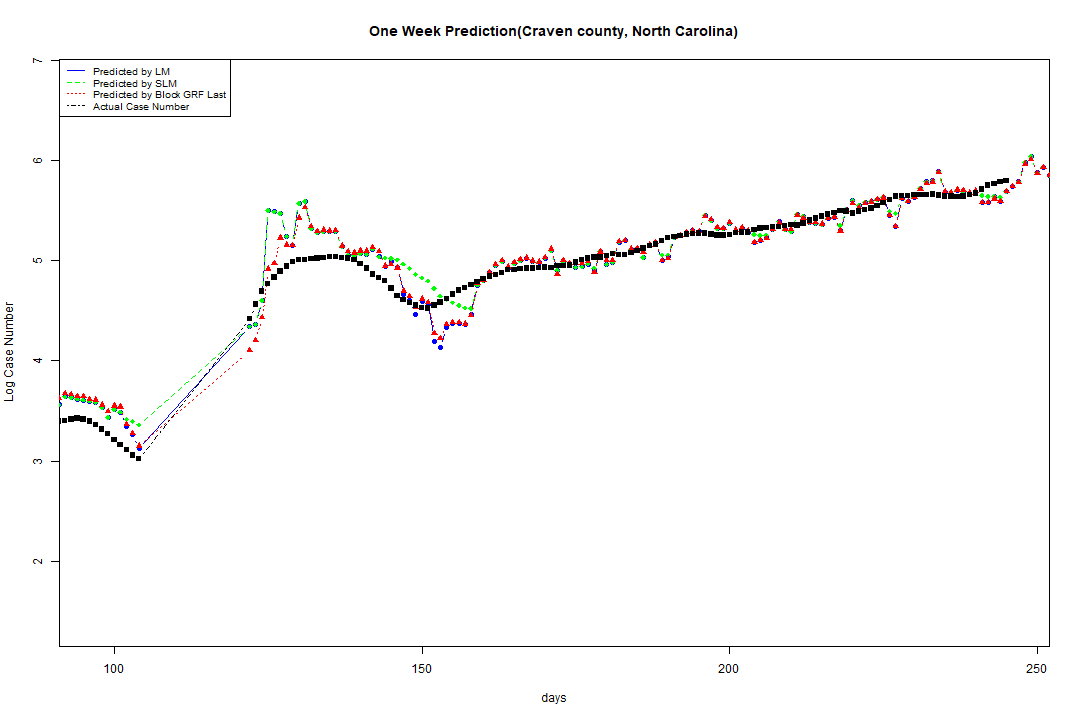 One Week Prediction(Craven county, North Carolina)
Predicted by LM
Predicted by SLM
Predicted by Block GRF Last
Actual Case Number
7
6
5
4
3
2
Log Case Number
100
150
200
250
days